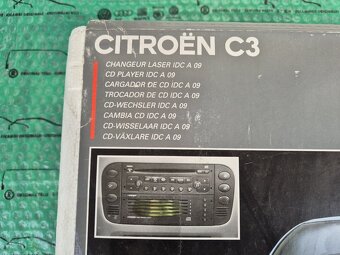 CITROËN C3
CHANGEUR LASER IDC A 09
CD PLAYER IDC A 09
CARGADOR DE CD IDC A 09
TROCADOR DE CD IDC A 09
CD-WECHSLER IDC A 09
CAMBIA CD IDC A 09
CD-WISSELAAR IDC A 09
CD-VÄXLARE IDC A 09